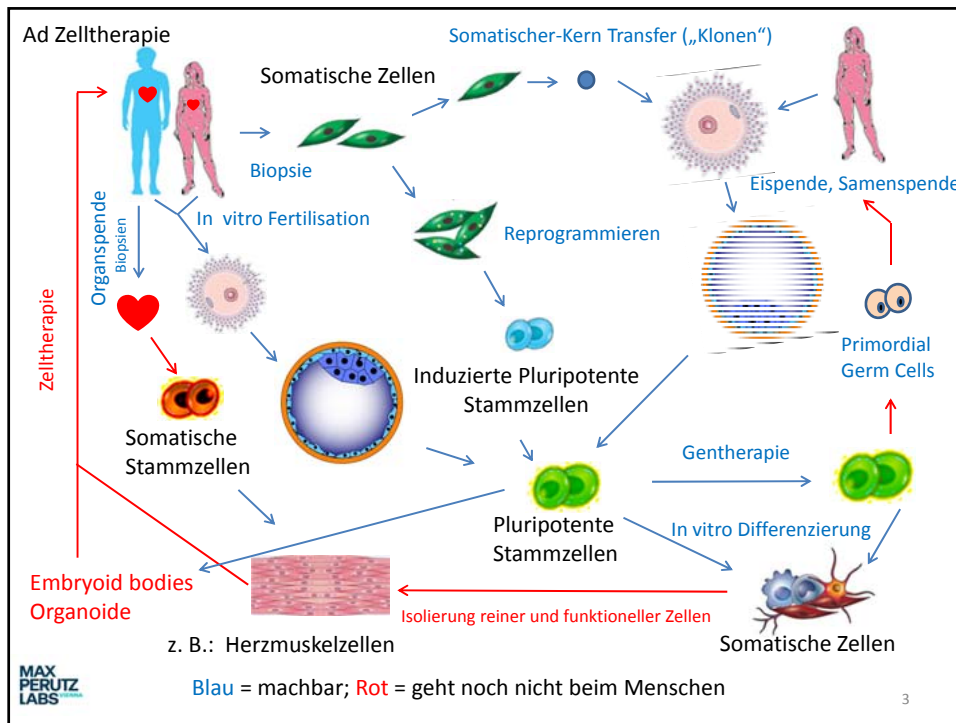 Ad Zelltherapie
Somatischer-Kern Transfer („Klonen“)
Somatische Zellen
Biopsie
Eispende, Samenspende
In vitro Fertilisation
Reprogrammieren
Organspende
Biopsien
Zelltherapie
Primordial
Germ Cells
Induzierte Pluripotente
Stammzellen
Somatische
Stammzellen
Gentherapie
Pluripotente
Stammzellen
In vitro Differenzierung
Embryoid bodies
Organoide
Isolierung reiner und funktioneller Zellen
z. B.: Herzmuskelzellen
Somatische Zellen
MAX
PERUTZ
LABS
VIENNA
Blau = machbar; Rot = geht noch nicht beim Menschen
3